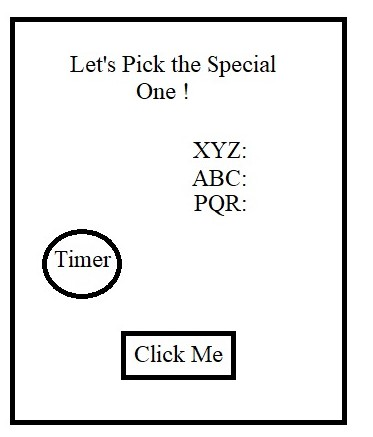 Let's Pick the Special
One !
XYZ:
ABC:
PQR:
Timer
Click Me